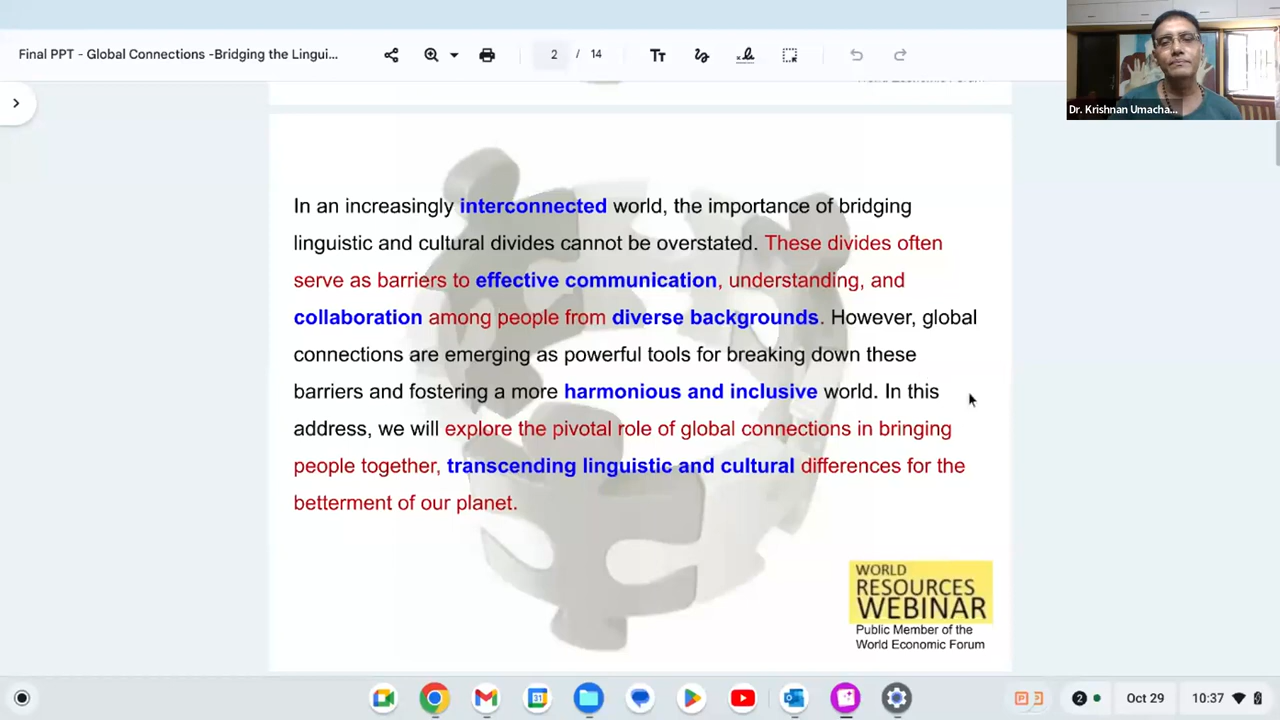 Final PPT - Global Connections -Bridging the Lingui...
2 / 14
Dr. Krishnan Umacha...
In an increasingly interconnected world, the importance of bridging
linguistic and cultural divides cannot be overstated. These divides often
serve as barriers to effective communication, understanding, and
collaboration among people from diverse backgrounds. However, global
connections are emerging as powerful tools for breaking down these
barriers and fostering a more harmonious and inclusive world. In this
address, we will explore the pivotal role of global connections in bringing
people together, transcending linguistic and cultural differences for the
betterment of our planet.
WORLD
RESOURCES
WEBINAR
Public Member of the
World Economic Forum
31
2
Oct 29
10:37